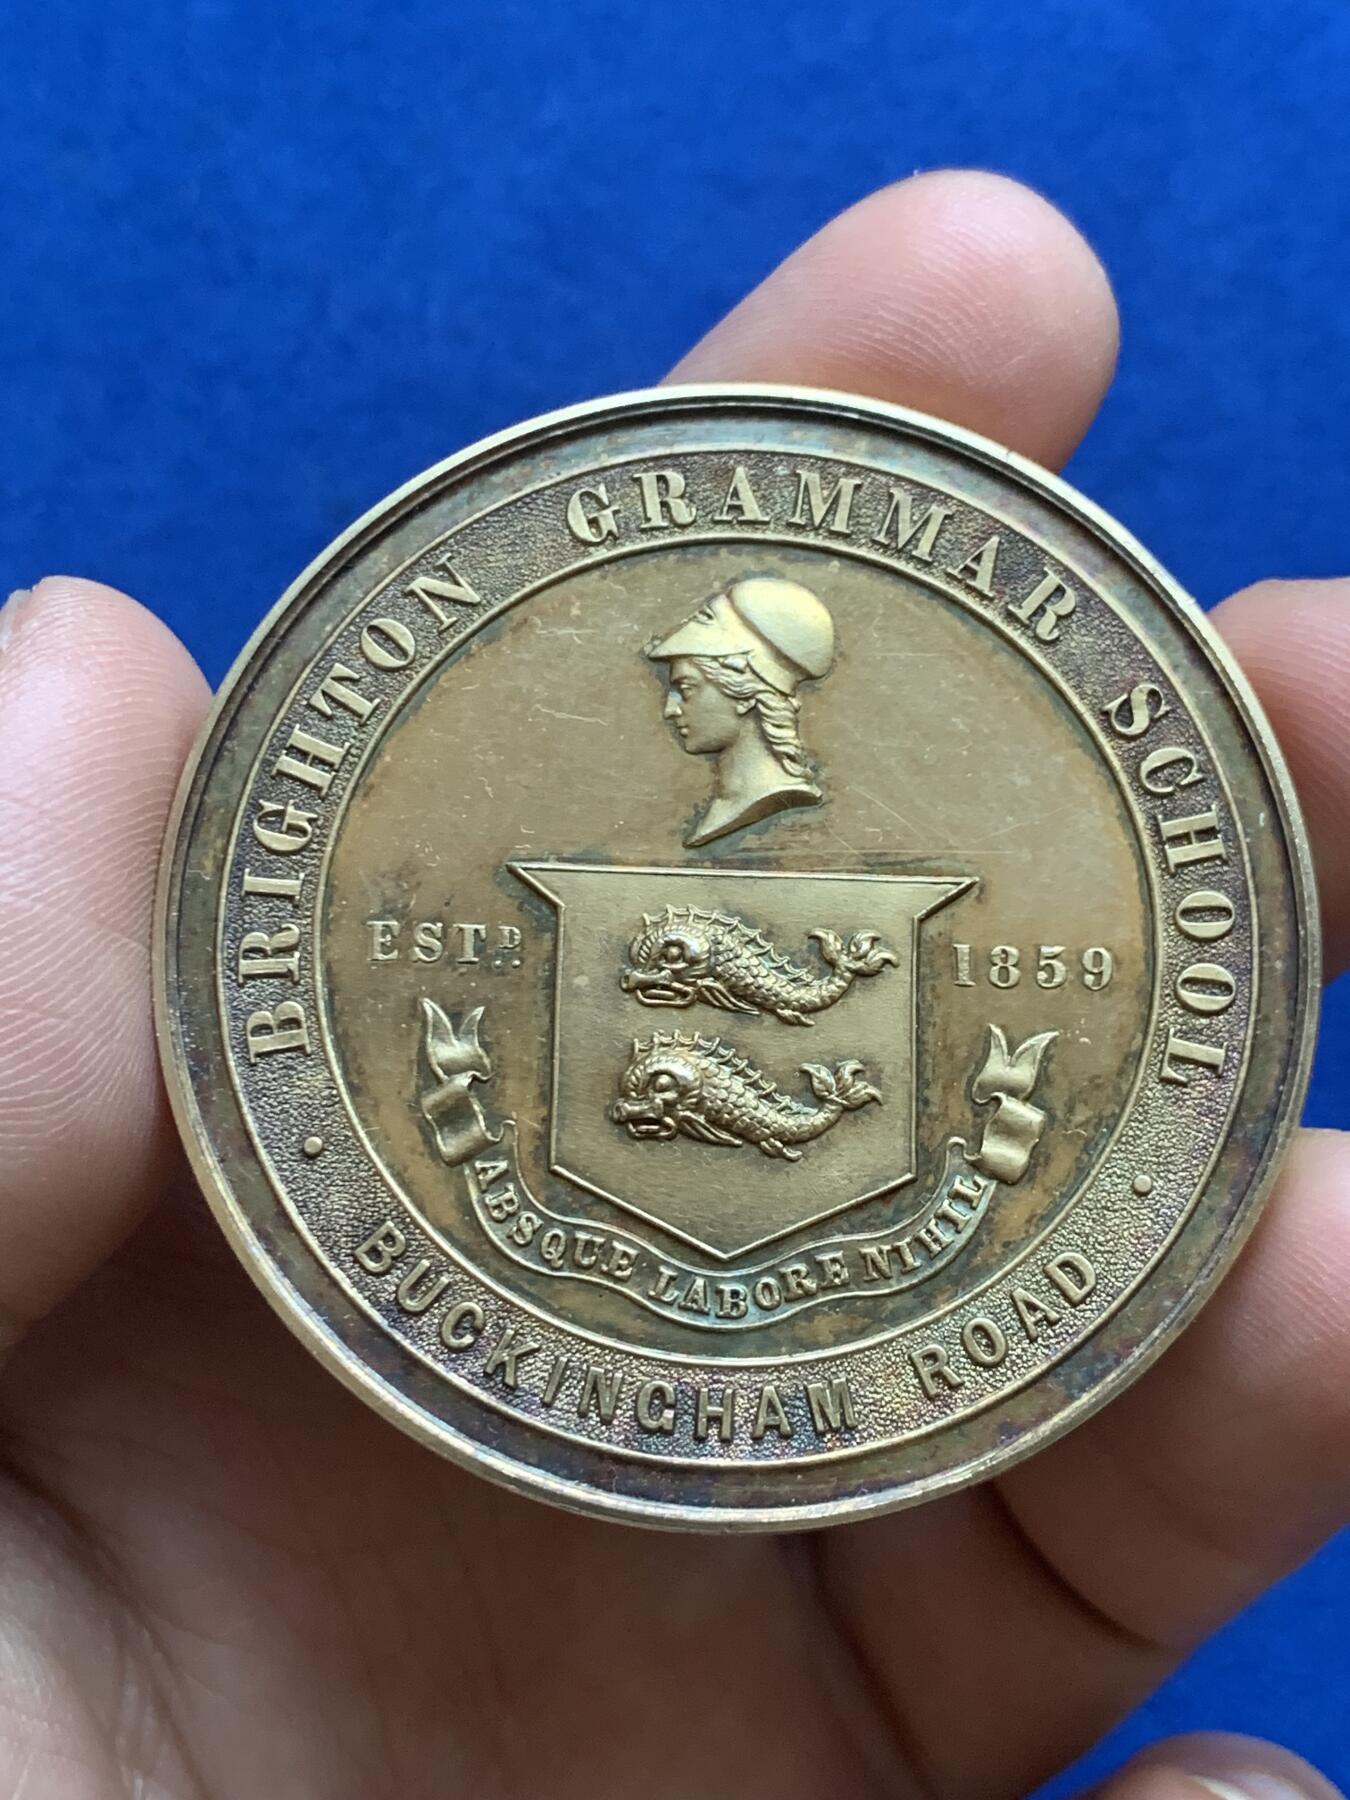 BRIGHTON GRAMMAR SCHOOL
ESTD. 1859
ABSQUE LABORE NIHIL
· BUCKINGHAM ROAD ·